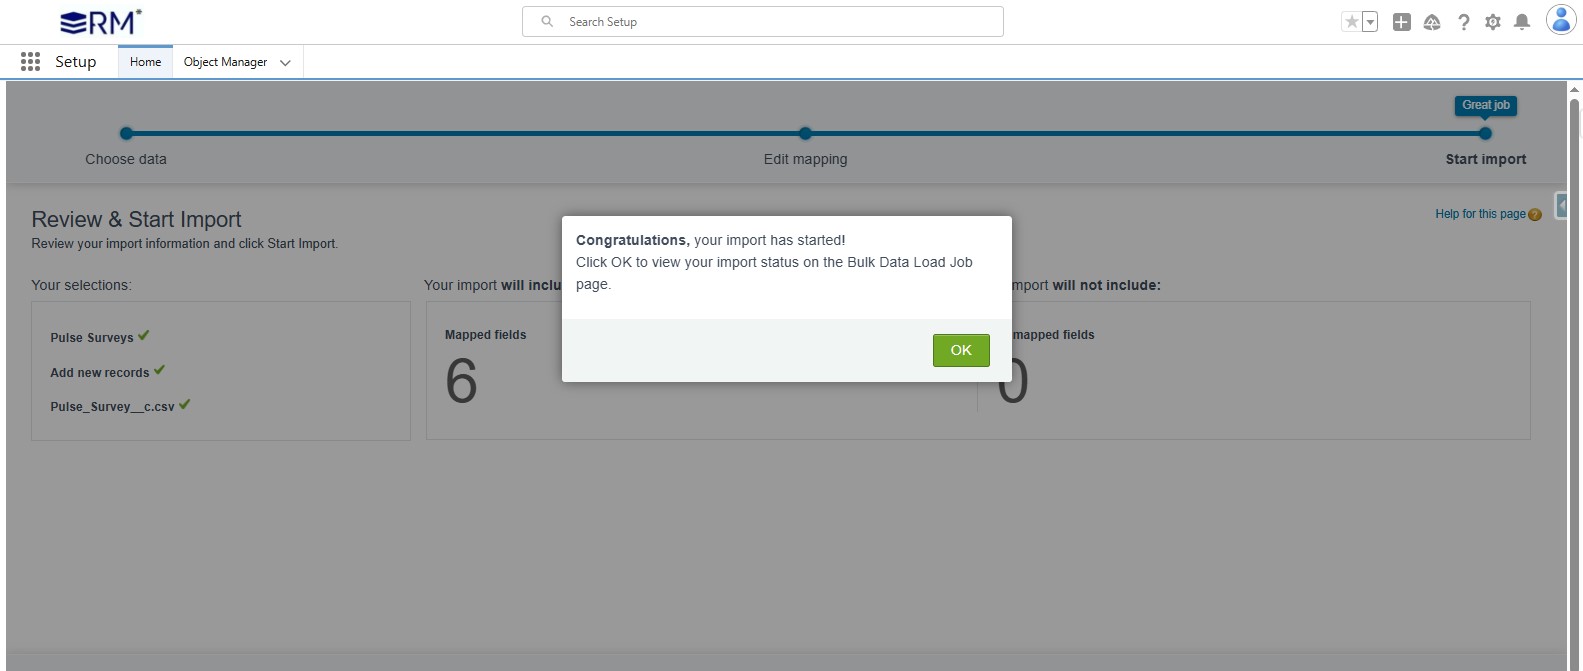 ERM*
Search Setup
Setup
Home
Object Manager
Great job
Choose data
Edit mapping
Start import
Review & Start Import
Help for this page
Review your import information and click Start Import.
Congratulations, your import has started!
Click OK to view your import status on the Bulk Data Load Job
page.
OK
Your selections:
Your import will inclu
mport will not include:
Pulse Surveys
Add new records
Pulse_Survey__c.csv
Mapped fields
6
mapped fields
0